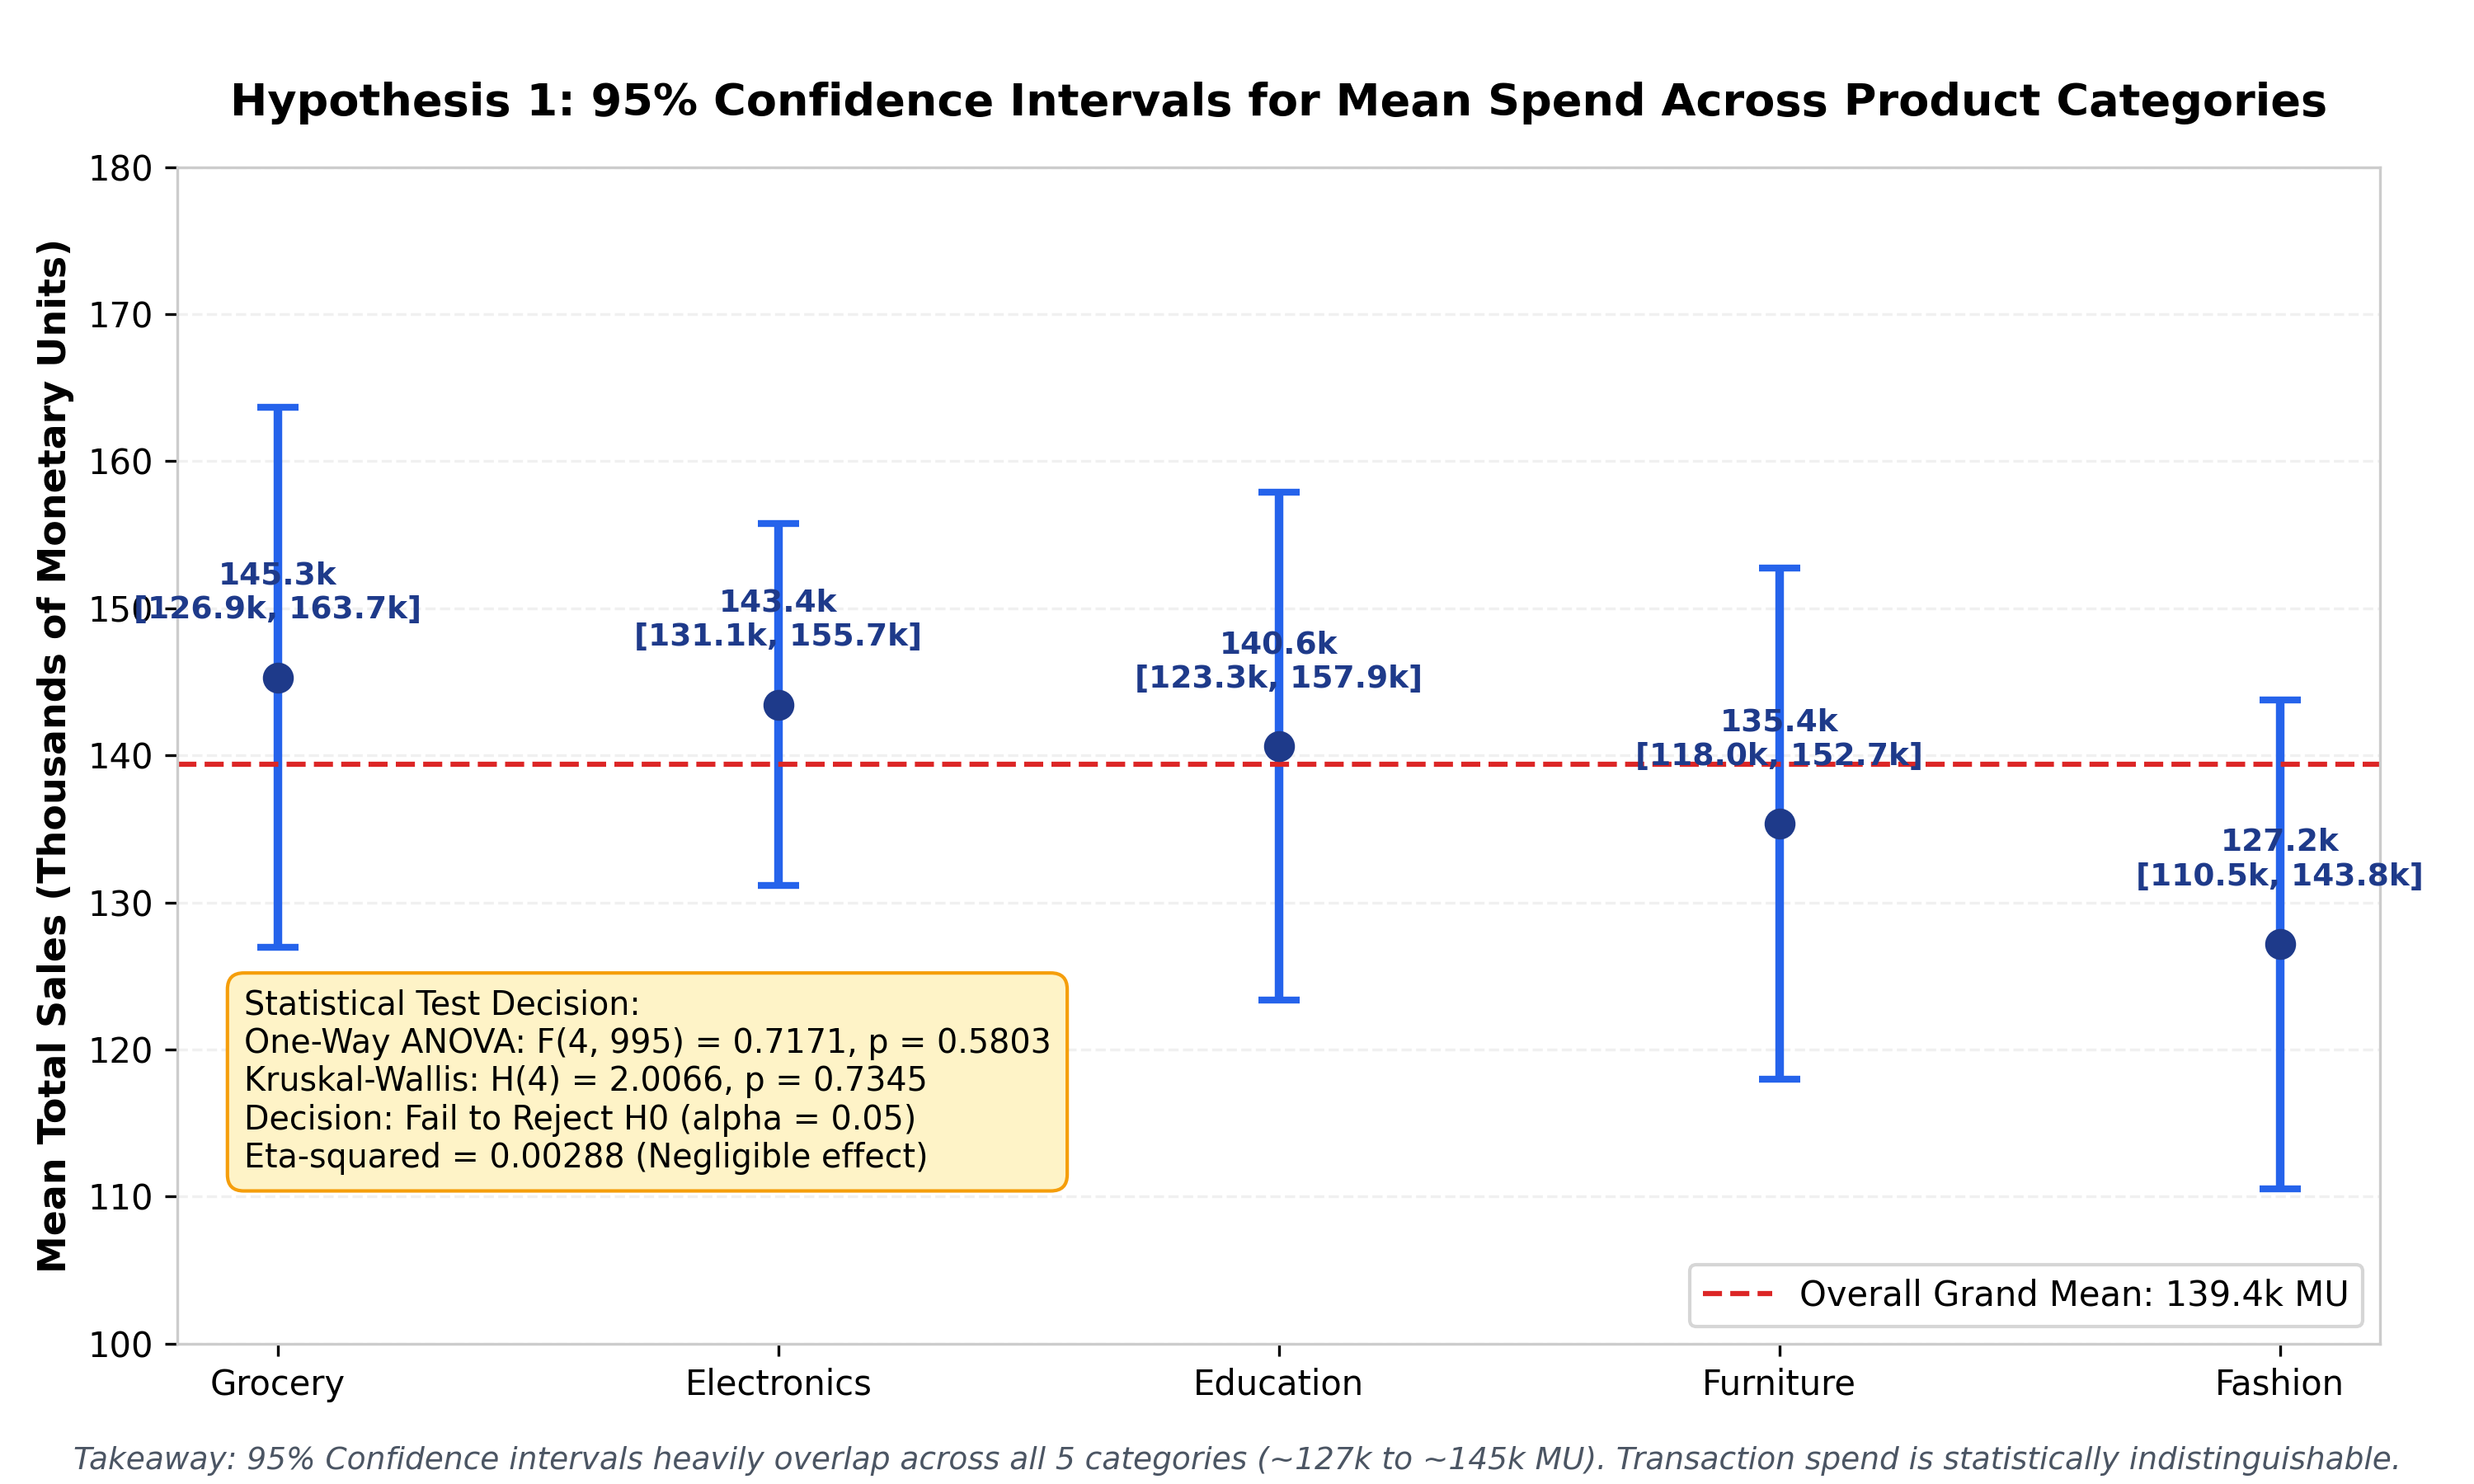 Hypothesis 1: 95% Confidence Intervals for Mean Spend Across Product Categories
Mean Total Sales (Thousands of Monetary Units)
180
170
160
150
140
130
120
110
100
145.3k
[126.9k, 163.7k]
143.4k
[131.1k, 155.7k]
140.6k
[123.3k, 157.9k]
135.4k
[118.0k, 152.7k]
127.2k
[110.5k, 143.8k]
Statistical Test Decision:
One-Way ANOVA: F(4, 995) = 0.7171, p = 0.5803
Kruskal-Wallis: H(4) = 2.0066, p = 0.7345
Decision: Fail to Reject H0 (alpha = 0.05)
Eta-squared = 0.00288 (Negligible effect)
Overall Grand Mean: 139.4k MU
Grocery
Electronics
Education
Furniture
Fashion
Takeaway: 95% Confidence intervals heavily overlap across all 5 categories (~127k to ~145k MU). Transaction spend is statistically indistinguishable.